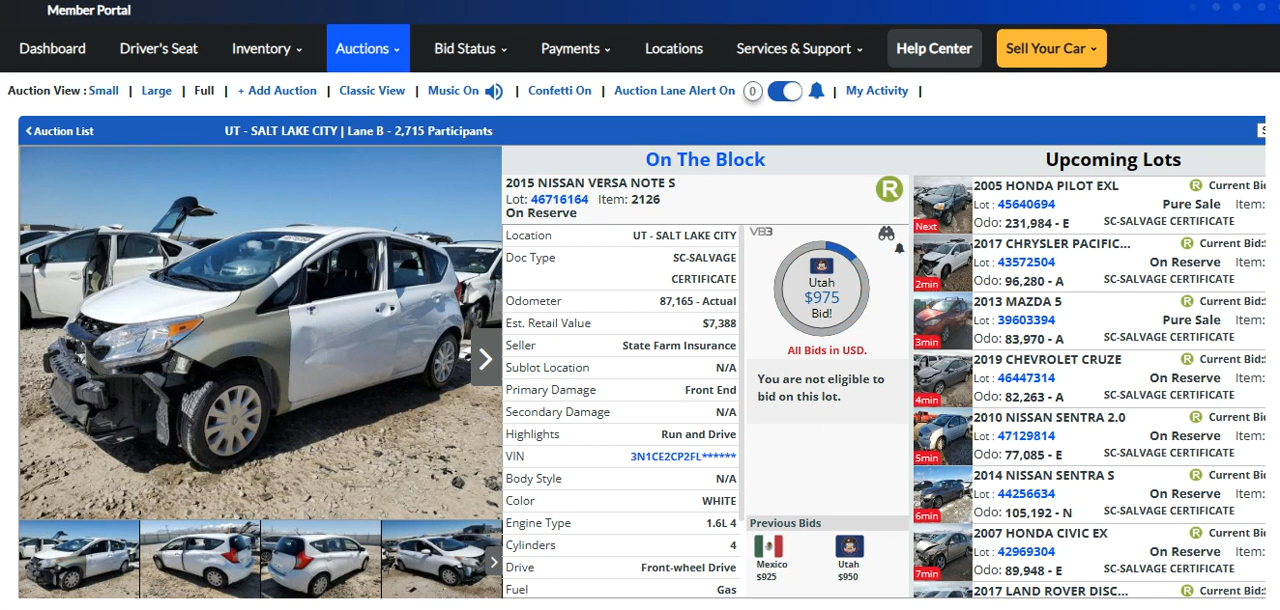 Member Portal
Dashboard Driver's Seat Inventory Auctions Bid Status Payments Locations Services & Support Help Center Sell Your Car
Auction View : Small | Large | Full | + Add Auction | Classic View | Music On | Confetti On | Auction Lane Alert On 0 | My Activity |
Auction List UT - SALT LAKE CITY | Lane B - 2,715 Participants
On The Block
2015 NISSAN VERSA NOTE S
R
Lot: 46716164 Item: 2126
On Reserve
Location UT - SALT LAKE CITY
Doc Type SC-SALVAGE
CERTIFICATE
Odometer 87,165 - Actual
Est. Retail Value $7,388
Seller State Farm Insurance
Sublot Location N/A
Primary Damage Front End
Secondary Damage N/A
Highlights Run and Drive
VIN 3N1CE2CP2FL******
Body Style N/A
Color WHITE
Engine Type 1.6L 4
Cylinders 4
Drive Front-wheel Drive
Fuel Gas
VB3
Utah
$975
Bid!
All Bids in USD.
You are not eligible to
bid on this lot.
Previous Bids
Mexico
$925
Utah
$950
Upcoming Lots
Next
2005 HONDA PILOT EXL R Current Bi
Lot : 45640694 Pure Sale Item:
Odo: 231,984 - E SC-SALVAGE CERTIFICATE
2min
2017 CHRYSLER PACIFIC... R Current Bid:
Lot : 43572504 On Reserve Item:
Odo: 96,280 - A SC-SALVAGE CERTIFICATE
3min
2013 MAZDA 5 R Current Bid:
Lot : 39603394 Pure Sale Item:
Odo: 83,970 - A SC-SALVAGE CERTIFICATE
4min
2019 CHEVROLET CRUZE R Current Bid:
Lot : 46447314 On Reserve Item:
Odo: 82,263 - A SC-SALVAGE CERTIFICATE
5min
2010 NISSAN SENTRA 2.0 R Current Bi
Lot : 47129814 On Reserve Item:
Odo: 77,085 - E SC-SALVAGE CERTIFICATE
6min
2014 NISSAN SENTRA S R Current Bi
Lot : 44256634 On Reserve Item:
Odo: 105,192 - N SC-SALVAGE CERTIFICATE
7min
2007 HONDA CIVIC EX R Current Bi
Lot : 42969304 On Reserve Item:
Odo: 89,948 - E SC-SALVAGE CERTIFICATE
2017 LAND ROVER DISC... R Current Bid: